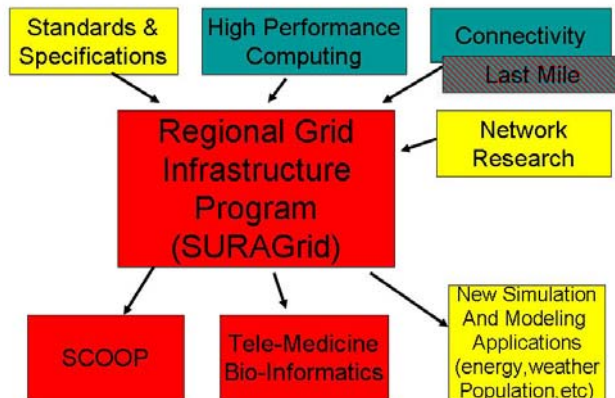 Standards &
Specifications
High Performance
Computing
Connectivity
Last Mile
Regional Grid
Infrastructure
Program
(SURAGrid)
Network
Research
SCOOP
Tele-Medicine
Bio-Informatics
New Simulation
And Modeling
Applications
(energy,weather
Population,etc)